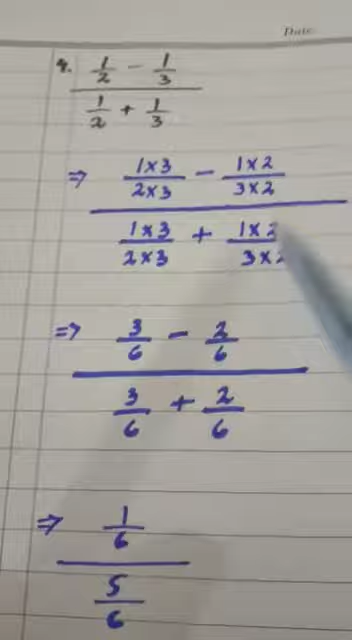 Date:
9. 1/2 - 1/3
1/2 + 1/3
⇒ 1×3/2×3 - 1×2/3×2
1×3/2×3 + 1×2/3×2
⇒ 3/6 - 2/6
3/6 + 2/6
⇒ 1/6
5/6